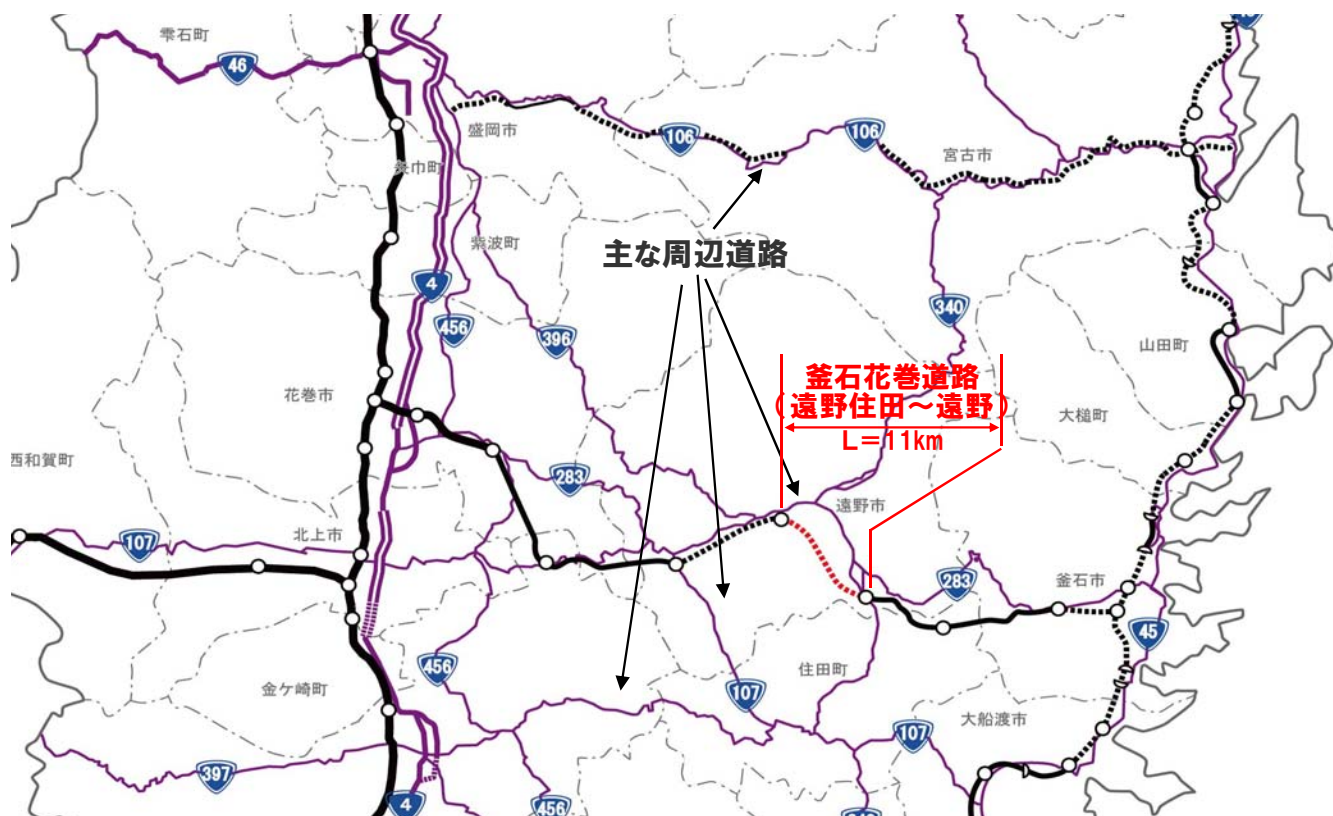 雫石町
46
盛岡市
106
106
宮古市
矢巾町
紫波町
主な周辺道路
4
456
396
340
山田町
釜石花巻道路
(遠野住田～遠野)
L=11km
花巻市
大槌町
西和賀町
283
遠野市
北上市
107
283
釜石市
45
456
住田町
金ケ崎町
107
大船渡市
107
397
4
456